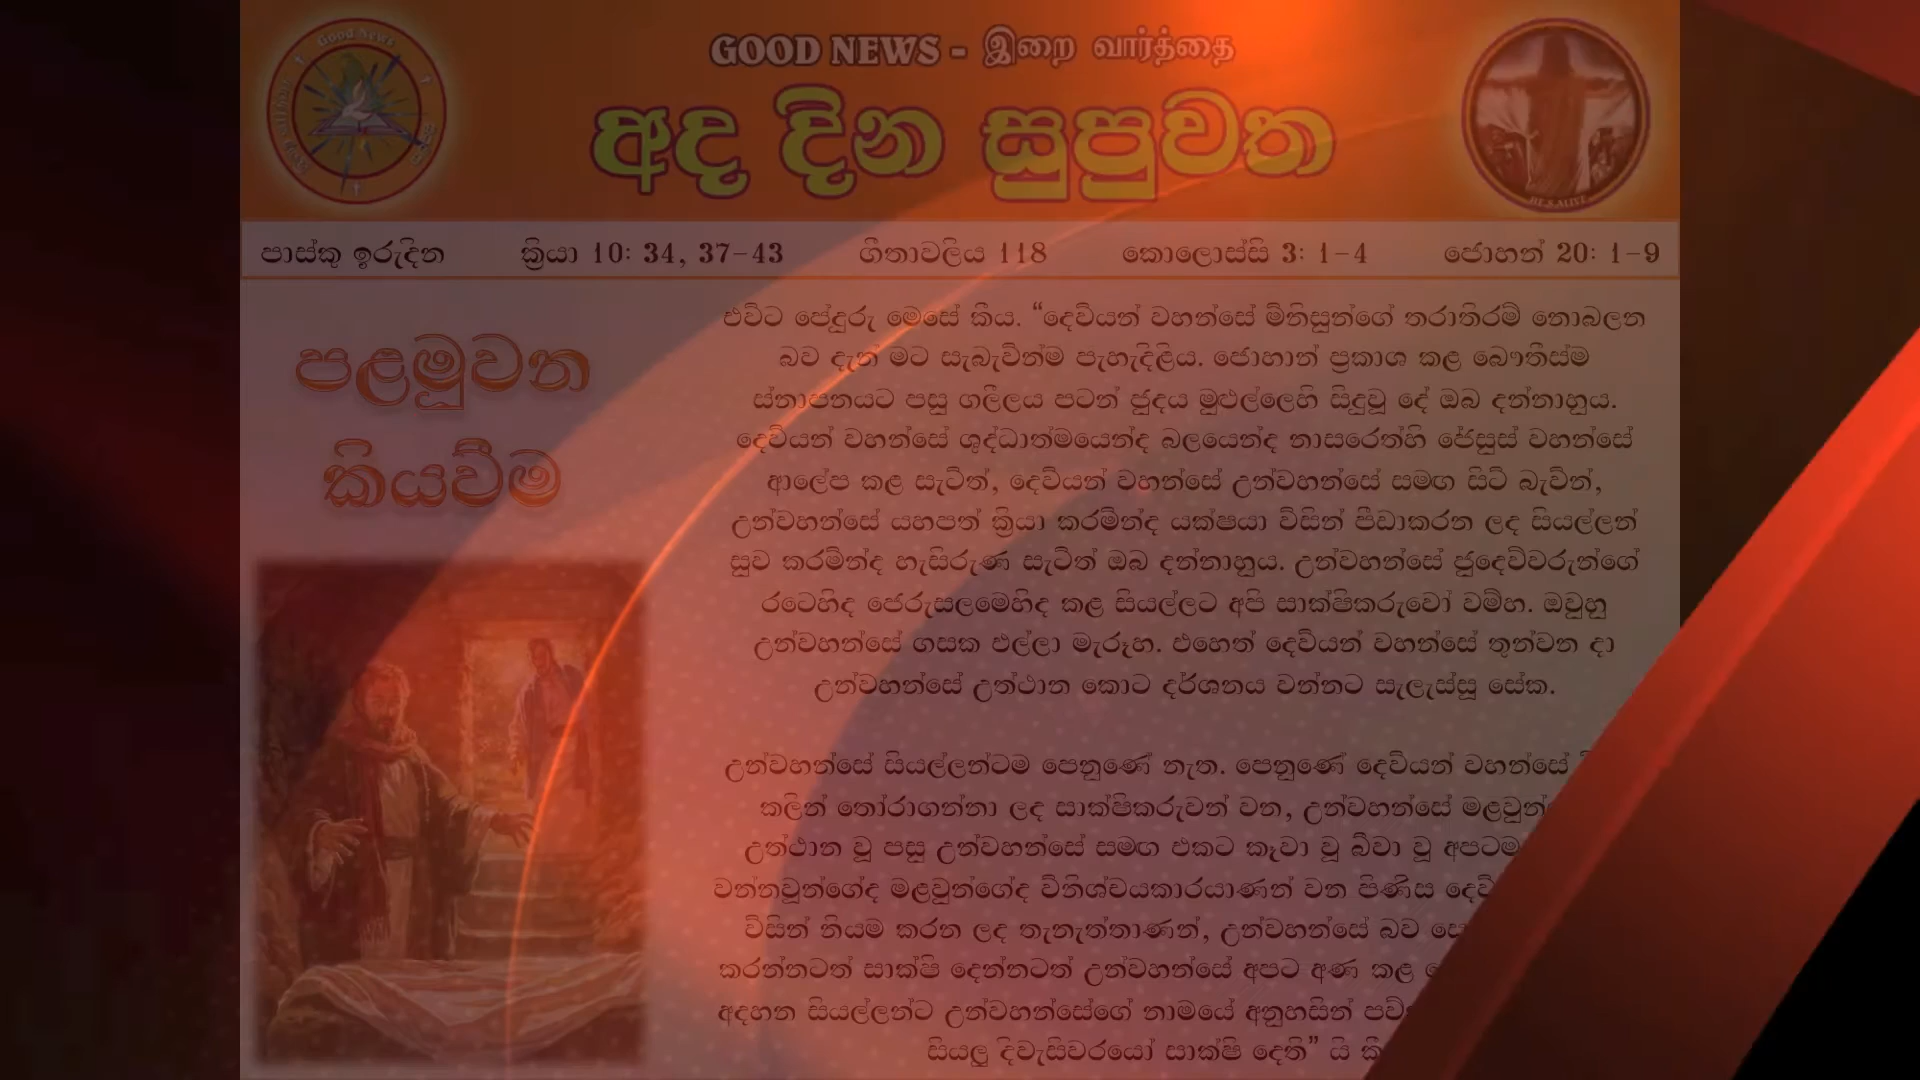 Good News
GOOD NEWS - இறை வார்த்தை
අද දින සුපුවත
HE S ALIVE
පාස්කු ඉරුදින ක්‍රියා 10: 34, 37-43 ගීතාවලිය 118 කොලොස්සි 3: 1-4 ජොහන් 20: 1-9
පළමුවන
කියවීම
එවිට පේදුරු මෙසේ කීය. “දෙවියන් වහන්සේ මිනිසුන්ගේ තරාතිරම් නොබලන
බව දැන් මට සැබැවින්ම පැහැදිළිය. ජොහාන් ප්‍රකාශ කළ බෞතීස්ම
ස්නාපනයට පසු ගලීලය පටන් ජුදය මුළුල්ලෙහි සිදුවූ දේ ඔබ දන්නාහුය.
දෙවියන් වහන්සේ ශුද්ධාත්මයෙන්ද බලයෙන්ද නාසරෙත්හි ජේසුස් වහන්සේ
ආලේප කළ සැටිත්, දෙවියන් වහන්සේ උන්වහන්සේ සමඟ සිටි බැවින්,
උන්වහන්සේ යහපත් ක්‍රියා කරමින්ද යක්ෂයා විසින් පීඩාකරන ලද සියල්ලන්
සුව කරමින්ද හැසිරුණ සැටිත් ඔබ දන්නාහුය. උන්වහන්සේ ජුදෙව්වරුන්ගේ
රටෙහිද ජෙරුසලමෙහිද කළ සියල්ලට අපි සාක්ෂිකරුවෝ වම්හ. ඔවුහු
උන්වහන්සේ ගසක එල්ලා මැරූහ. එහෙත් දෙවියන් වහන්සේ තුන්වන දා
උන්වහන්සේ උත්ථාන කොට දර්ශනය වන්නට සැලැස්සූ සේක.
උන්වහන්සේ සියල්ලන්ටම පෙනුණේ නැත. පෙනුණේ දෙවියන් වහන්සේ
කලින් තෝරාගන්නා ලද සාක්ෂිකරුවන් වන, උන්වහන්සේ
උත්ථාන වූ පසු උන්වහන්සේ සමඟ එකට කෑවා වූ බීවා වූ අපටම
වන්නවුන්ගේද මළවුන්ගේද විනිශ්චයකාරයාණන් වන පිණිස
විසින් නියම කරන ලද තැනැත්තාණන්, උන්වහන්සේ බව
කරන්නටත් සාක්ෂි දෙන්නටත් උන්වහන්සේ අපට අණ කළ
අදහන සියල්ලන්ට උන්වහන්සේගේ නාමයේ අනුහසින්
සියලු දිවැසිවරයෝ සාක්ෂි දෙති” යි